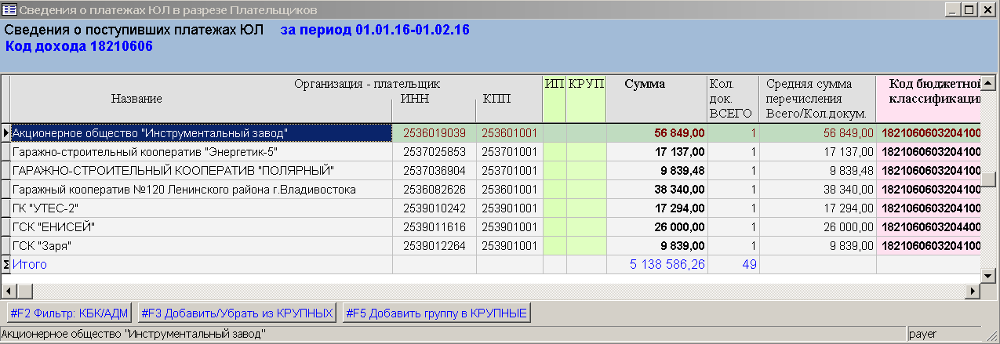 Сведения о платежах ЮЛ в разрезе Плательщиков
Сведения о поступивших платежах ЮЛ за период 01.01.16-01.02.16
Код дохода 18210606
Организация - плательщик ИП КРУП Сумма Кол. Средняя сумма Код бюджетной
Название ИНН КПП док. перечисления классификации
ВСЕГО Всего/Кол.докум.
Акционерное общество "Инструментальный завод" 2536019039 253601001 56 849,00 1 56 849,00 1821060603204100
Гаражно-строительный кооператив "Энергетик-5" 2537025853 253701001 17 137,00 1 17 137,00 1821060603204100
ГАРАЖНО-СТРОИТЕЛЬНЫЙ КООПЕРАТИВ "ПОЛЯРНЫЙ" 2537036904 253701001 9 839,48 1 9 839,48 1821060603204100
Гаражный кооператив №120 Ленинского района г.Владивостока 2536082626 253601001 38 340,00 1 38 340,00 1821060603204100
ГК "УТЕС-2" 2539010242 253901001 17 294,00 1 17 294,00 1821060603204100
ГСК "ЕНИСЕЙ" 2539011616 253901001 26 000,00 1 26 000,00 1821060603204400
ГСК "Заря" 2539012264 253901001 9 839,00 1 9 839,00 1821060603204100
Σ Итого 5 138 586,26 49
#F2 Фильтр: КБК/АДМ #F3 Добавить/Убрать из КРУПНЫХ #F5 Добавить группу в КРУПНЫЕ
Акционерное общество "Инструментальный завод" payer